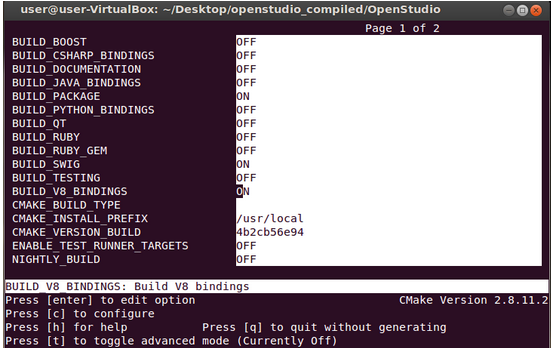 user@user-VirtualBox: ~/Desktop/openstudio_compiled/OpenStudio
Page 1 of 2
BUILD_BOOST OFF
BUILD_CSHARP_BINDINGS OFF
BUILD_DOCUMENTATION OFF
BUILD_JAVA_BINDINGS OFF
BUILD_PACKAGE ON
BUILD_PYTHON_BINDINGS OFF
BUILD_QT OFF
BUILD_RUBY OFF
BUILD_RUBY_GEM OFF
BUILD_SWIG ON
BUILD_TESTING OFF
BUILD_V8_BINDINGS ON
CMAKE_BUILD_TYPE
CMAKE_INSTALL_PREFIX /usr/local
CMAKE_VERSION_BUILD 4b2cb56e94
ENABLE_TEST_RUNNER_TARGETS OFF
NIGHTLY_BUILD OFF
BUILD_V8_BINDINGS: Build V8 bindings
Press [enter] to edit option CMake Version 2.8.11.2
Press [c] to configure
Press [h] for help Press [q] to quit without generating
Press [t] to toggle advanced mode (Currently Off)